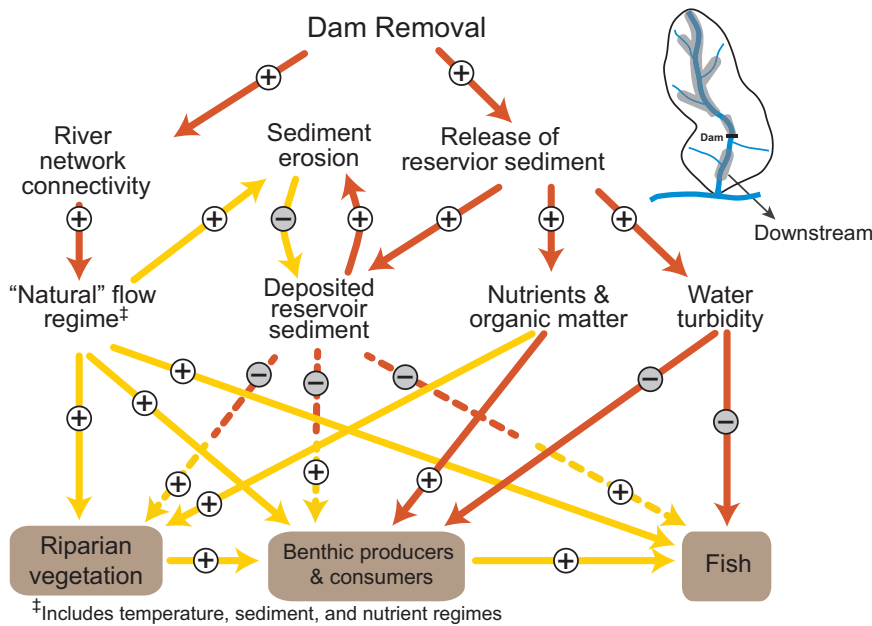 Dam Removal
River
network
connectivity
Sediment
erosion
Release of
reservior sediment
Dam
Downstream
“Natural” flow
regime‡
Deposited
reservoir
sediment
Nutrients &
organic matter
Water
turbidity
Riparian
vegetation
Benthic producers
& consumers
Fish
‡Includes temperature, sediment, and nutrient regimes